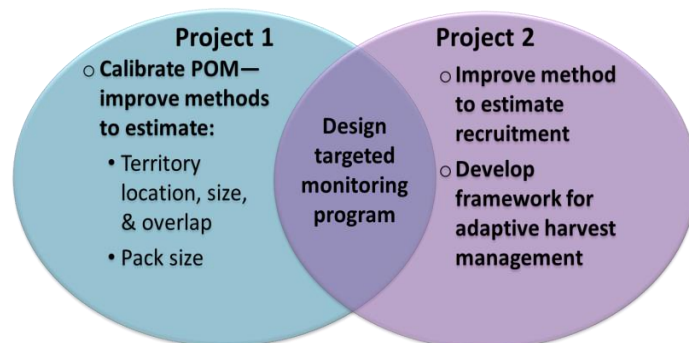 Project 1
○ Calibrate POM—
improve methods
to estimate:
• Territory
location, size,
& overlap
• Pack size
Design
targeted
monitoring
program
Project 2
○ Improve method
to estimate
recruitment
○ Develop
framework for
adaptive harvest
management